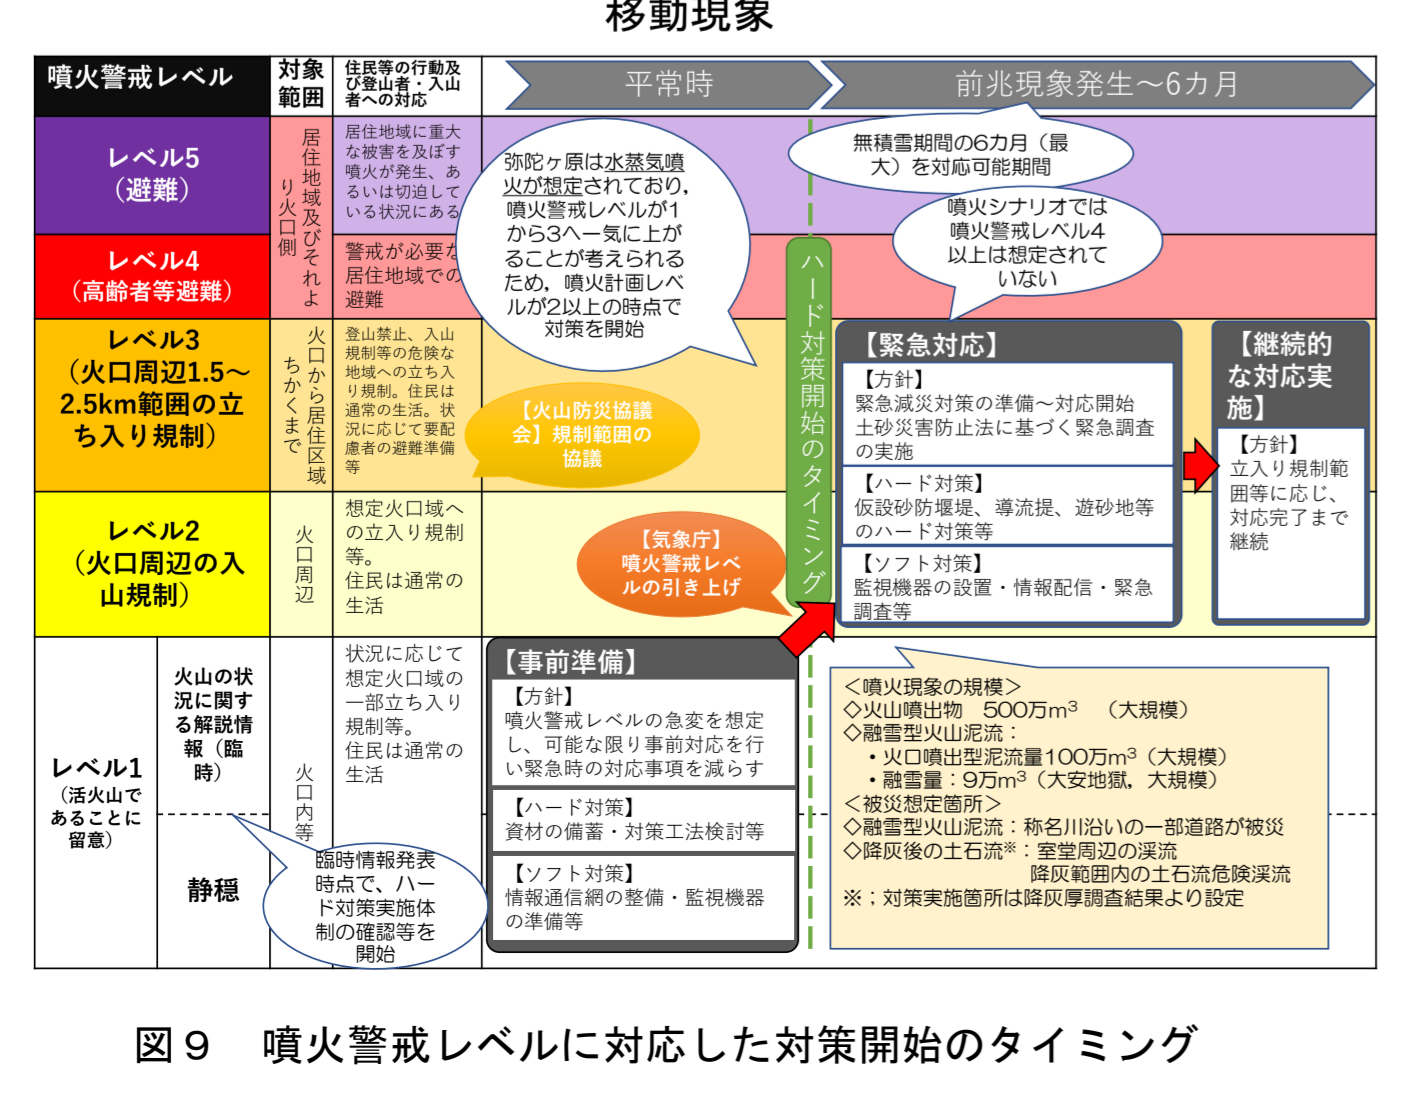 移動現象
噴火警戒レベル
対象
範囲
住民等の行動及
び登山者・入山
者への対応
平常時
前兆現象発生～6カ月
レベル5
（避難）
居住地域及びそれよ
り火口側
居住地域に重大
な被害を及ぼす
噴火が発生、あ
るいは切迫して
いる状況にある
弥陀ヶ原は水蒸気噴
火が想定されており，
噴火警戒レベルが1
から3へ一気に上が
ることが考えられる
ため，噴火計画レベ
ルが2以上の時点で
対策を開始
無積雪期間の6カ月（最
大）を対応可能期間
噴火シナリオでは
噴火警戒レベル4
以上は想定されて
いない
レベル4
（高齢者等避難）
警戒が必要な
居住地域での
避難
ハード対策開始のタイミング
レベル3
（火口周辺1.5～
2.5km範囲の立
ち入り規制）
火口から居住区域
ちかくまで
登山禁止、入山
規制等の危険な
地域への立ち入
り規制。住民は
通常の生活。状
況に応じて要配
慮者の避難準備
等
【火山防災協議
会】規制範囲の
協議
【緊急対応】
【方針】
緊急減災対策の準備～対応開始
土砂災害防止法に基づく緊急調査
の実施
【ハード対策】
仮設砂防堰堤、導流提、遊砂地等
のハード対策等
【ソフト対策】
監視機器の設置・情報配信・緊急
調査等
【継続的
な対応実
施】
【方針】
立入り規制範
囲等に応じ、
対応完了まで
継続
レベル2
（火口周辺の入
山規制）
火口周辺
想定火口域へ
の立入り規制
等。
住民は通常の
生活
【気象庁】
噴火警戒レベ
ルの引き上げ
レベル1
（活火山で
あることに
留意）
火山の状
況に関す
る解説情
報（臨
時）
静穏
火口内等
状況に応じて
想定火口域の
一部立ち入り
規制等。
住民は通常の
生活
臨時情報発表
時点で、ハー
ド対策実施体
制の確認等を
開始
【事前準備】
【方針】
噴火警戒レベルの急変を想定
し、可能な限り事前対応を行
い緊急時の対応事項を減らす
【ハード対策】
資材の備蓄・対策工法検討等
【ソフト対策】
情報通信網の整備・監視機器
の準備等
＜噴火現象の規模＞
◇火山噴出物　500万m³　（大規模）
◇融雪型火山泥流：
・火口噴出型泥流量100万m³（大規模）
・融雪量：9万m³（大安地獄，大規模）
＜被災想定箇所＞
◇融雪型火山泥流：称名川沿いの一部道路が被災
◇降灰後の土石流※：室堂周辺の渓流
降灰範囲内の土石流危険渓流
※；対策実施箇所は降灰厚調査結果より設定
図９　噴火警戒レベルに対応した対策開始のタイミング